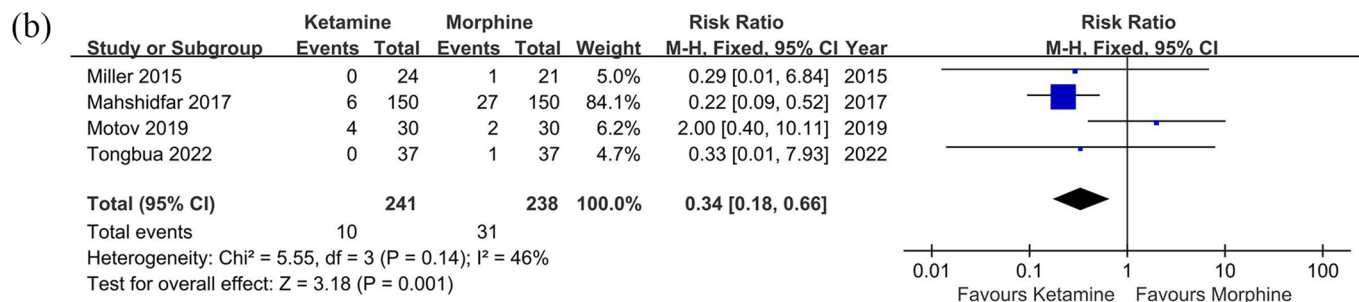 (b)
Ketamine Morphine Risk Ratio Risk Ratio
Study or Subgroup Events Total Events Total Weight M-H, Fixed, 95% CI Year M-H, Fixed, 95% CI
Miller 2015 0 24 1 21 5.0% 0.29 [0.01, 6.84] 2015
Mahshidfar 2017 6 150 27 150 84.1% 0.22 [0.09, 0.52] 2017
Motov 2019 4 30 2 30 6.2% 2.00 [0.40, 10.11] 2019
Tongbua 2022 0 37 1 37 4.7% 0.33 [0.01, 7.93] 2022
Total (95% CI) 241 238 100.0% 0.34 [0.18, 0.66]
Total events 10 31
Heterogeneity: Chi² = 5.55, df = 3 (P = 0.14); I² = 46%
Test for overall effect: Z = 3.18 (P = 0.001)
0.01 0.1 1 10 100
Favours Ketamine Favours Morphine